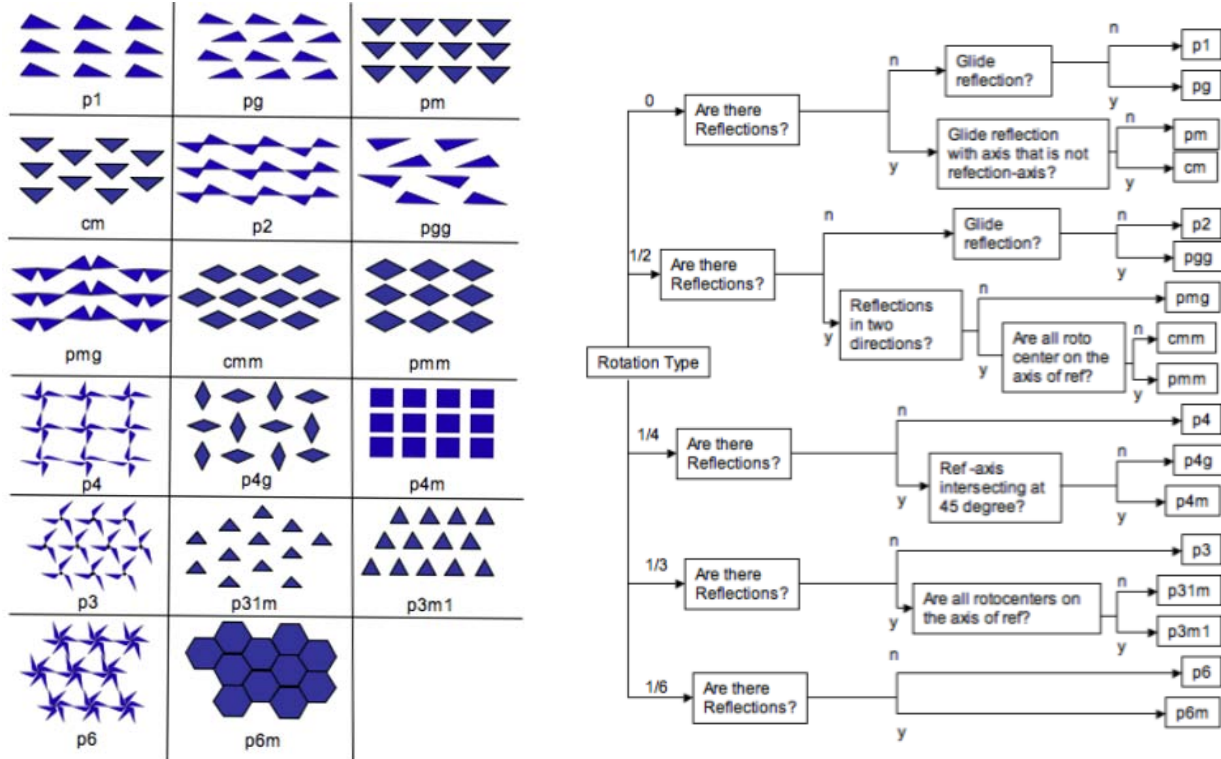 p1
pg
pm
cm
p2
pgg
pmg
cmm
pmm
p4
p4g
p4m
p3
p31m
p3m1
p6
p6m
Rotation Type
0
Are there
Reflections?
n
Glide
reflection?
n
p1
y
pg
y
Glide reflection
with axis that is not
refection-axis?
n
pm
y
cm
1/2
Are there
Reflections?
n
Glide
reflection?
n
p2
y
pgg
y
Reflections
in two
directions?
n
pmg
y
Are all roto
center on the
axis of ref?
n
cmm
y
pmm
1/4
Are there
Reflections?
n
p4
y
Ref -axis
intersecting at
45 degree?
n
p4g
y
p4m
1/3
Are there
Reflections?
n
p3
y
Are all rotocenters on
the axis of ref?
n
p31m
y
p3m1
1/6
Are there
Reflections?
n
p6
y
p6m